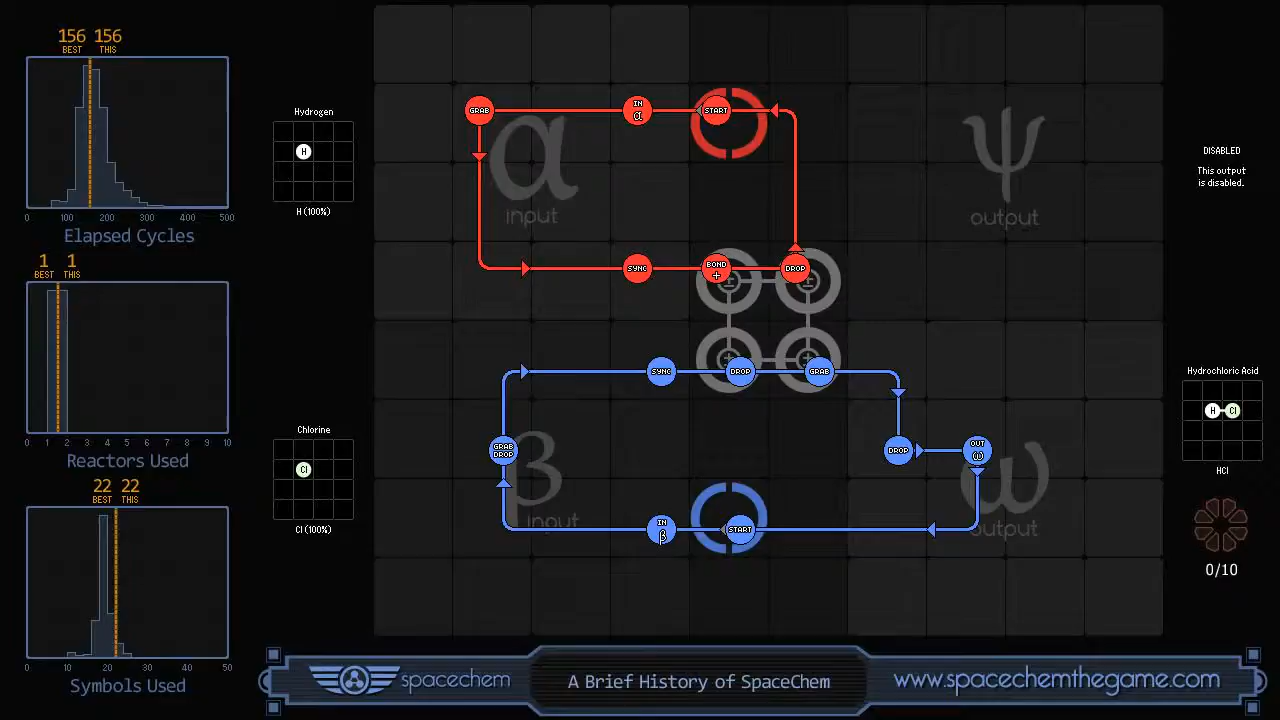 156 156
BEST THIS
0 100 200 300 400 500
Elapsed Cycles
1 1
BEST THIS
0 1 2 3 4 5 6 7 8 9 10
Reactors Used
22 22
BEST THIS
0 10 20 30 40 50
Symbols Used
Hydrogen
H
H (100%)
Chlorine
Cl
Cl (100%)
GRAB
IN
α
START
α
input
SYNC
BOND
+
DROP
ψ
output
SYNC
DROP
GRAB
GRAB
DROP
β
input
DROP
OUT
ω
ω
output
IN
β
START
DISABLED
This output
is disabled.
Hydrochloric Acid
H Cl
HCl
0/10
spacechem
A Brief History of SpaceChem
www.spacechemthegame.com